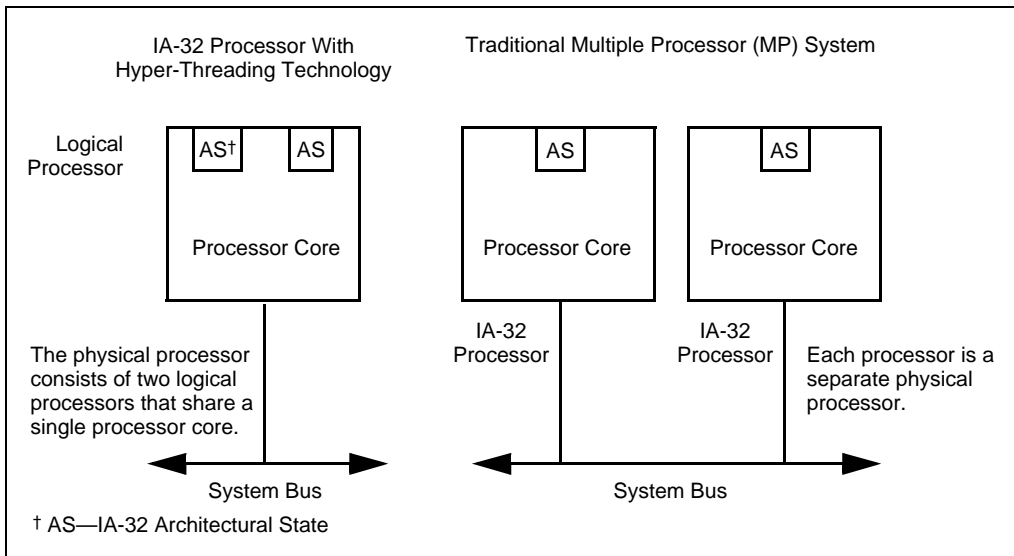 IA-32 Processor With
Hyper-Threading Technology
Traditional Multiple Processor (MP) System
Logical
Processor
AS†
AS
AS
AS
Processor Core
Processor Core
Processor Core
The physical processor
consists of two logical
processors that share a
single processor core.
IA-32
Processor
IA-32
Processor
Each processor is a
separate physical
processor.
System Bus
System Bus
† AS—IA-32 Architectural State